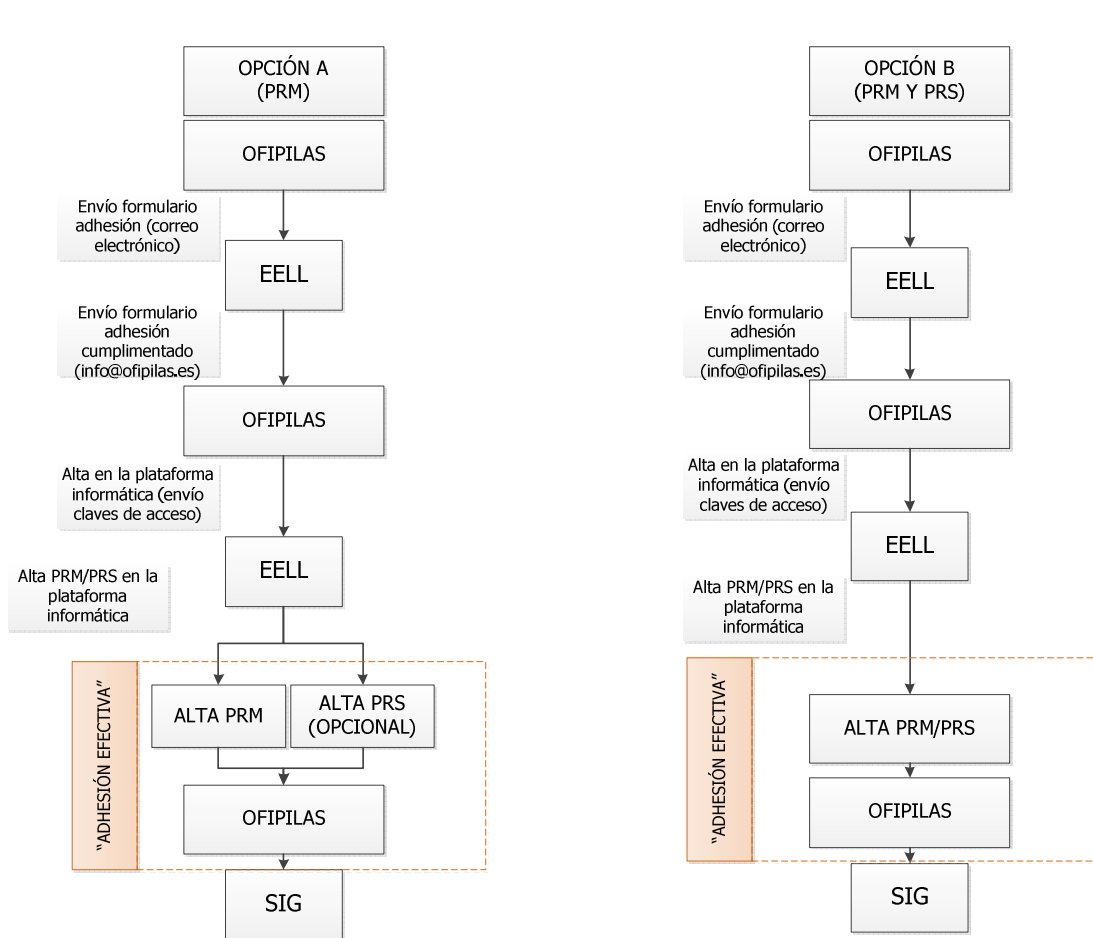 OPCIÓN A
(PRM)
OFIPILAS
Envío formulario
adhesión (correo
electrónico)
EELL
Envío formulario
adhesión
cumplimentado
(info@ofipilas.es)
OFIPILAS
Alta en la plataforma
informática (envío
claves de acceso)
EELL
Alta PRM/PRS en la
plataforma
informática
"ADHESIÓN EFECTIVA"
ALTA PRM
ALTA PRS
(OPCIONAL)
OFIPILAS
SIG
OPCIÓN B
(PRM Y PRS)
OFIPILAS
Envío formulario
adhesión (correo
electrónico)
EELL
Envío formulario
adhesión
cumplimentado
(info@ofipilas.es)
OFIPILAS
Alta en la plataforma
informática (envío
claves de acceso)
EELL
Alta PRM/PRS en la
plataforma
informática
"ADHESIÓN EFECTIVA"
ALTA PRM/PRS
OFIPILAS
SIG